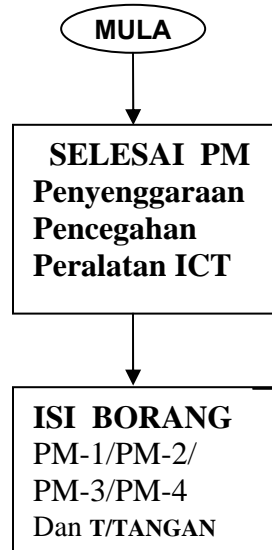 MULA
SELESAI PM
Penyenggaraan
Pencegahan
Peralatan ICT
ISI BORANG
PM-1/PM-2/
PM-3/PM-4
Dan T/TANGAN